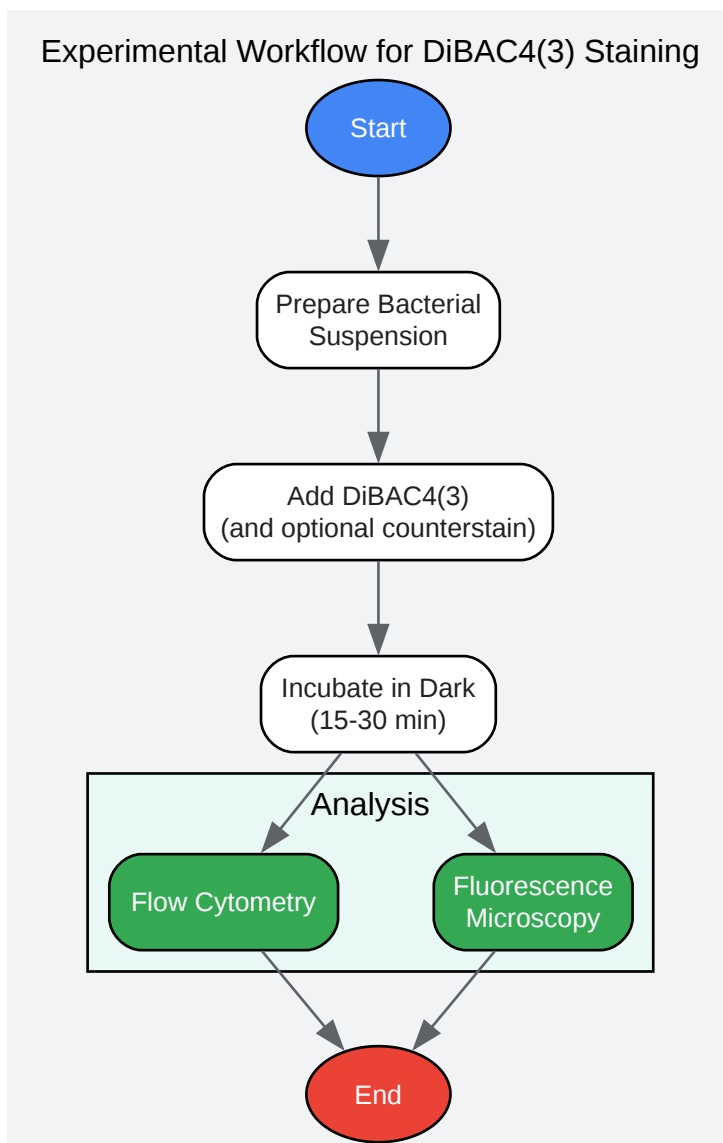 Experimental Workflow for DiBAC4(3) Staining
Start
Prepare Bacterial
Suspension
Add DiBAC4(3)
(and optional counterstain)
Incubate in Dark
(15-30 min)
Analysis
Flow Cytometry
Fluorescence
Microscopy
End